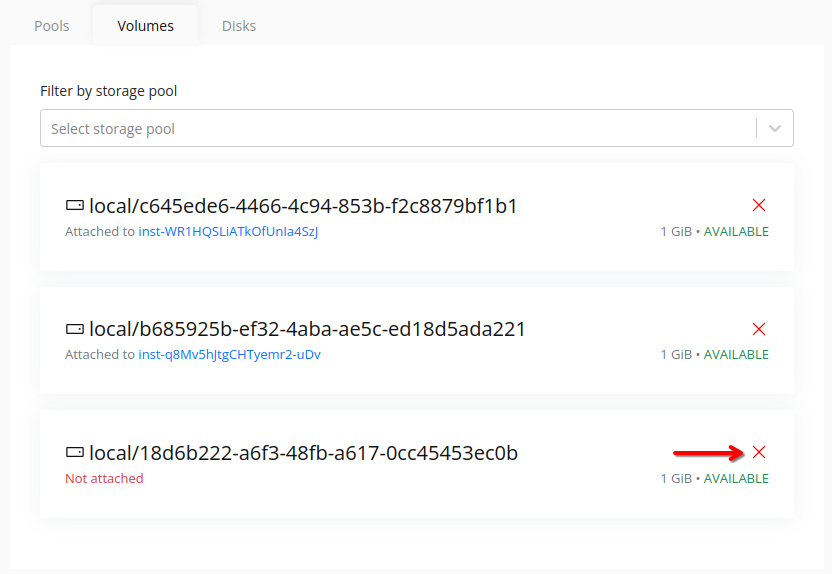 Pools Volumes Disks
Filter by storage pool
Select storage pool
local/c645ede6-4466-4c94-853b-f2c8879bf1b1
Attached to inst-WR1HQSLiATkOfUnIa4SzJ 1 GiB • AVAILABLE
local/b685925b-ef32-4aba-ae5c-ed18d5ada221
Attached to inst-q8Mv5hJtgCHTyemr2-uDv 1 GiB • AVAILABLE
local/18d6b222-a6f3-48fb-a617-0cc45453ec0b
Not attached 1 GiB • AVAILABLE